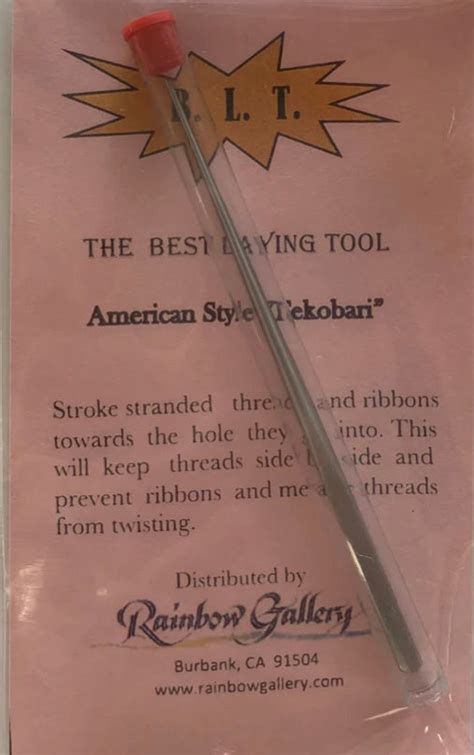 B. L. T.
THE BEST LAYING TOOL
American Style "Tekobari"
Stroke stranded threads and ribbons
towards the hole they go into. This
will keep threads side by side and
prevent ribbons and metallic threads
from twisting.
Distributed by
Rainbow Gallery
Burbank, CA 91504
www.rainbowgallery.com